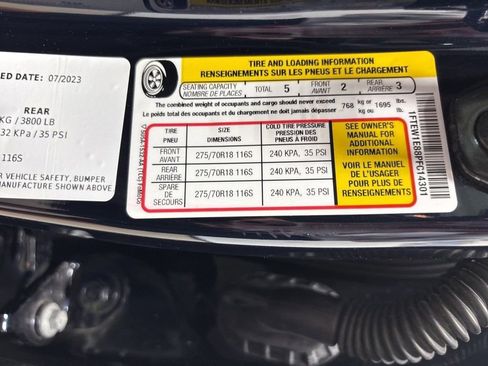 ED DATE: 07/2023
REAR
KG / 3800 LB
32 KPA / 35 PSI
116S
R VEHICLE SAFETY, BUMPER
MANUFACTURE SHOWN ABOVE
TIRE AND LOADING INFORMATION
RENSEIGNEMENTS SUR LES PNEUS ET LE CHARGEMENT
SEATING CAPACITY
NOMBRE DE PLACES
TOTAL 5
FRONT
AVANT 2
REAR
ARRIÈRE 3
The combined weight of occupants and cargo should never exceed
Le poids total des occupants et du chargement ne doit jamais dépasser
768 kg or 1695 lbs.
kg ou lb.
TIRE
PNEU
SIZE
DIMENSIONS
COLD TIRE PRESSURE
PRESSION DES
PNEUS À FROID
FRONT
AVANT
275/70R18 116S
240 KPA, 35 PSI
REAR
ARRIÈRE
275/70R18 116S
240 KPA, 35 PSI
SPARE
DE
SECOURS
275/70R18 116S
240 KPA, 35 PSI
SEE OWNER'S
MANUAL FOR
ADDITIONAL
INFORMATION
VOIR LE MANUEL
DE L'USAGER
POUR PLUS DE
RENSEIGNEMENTS